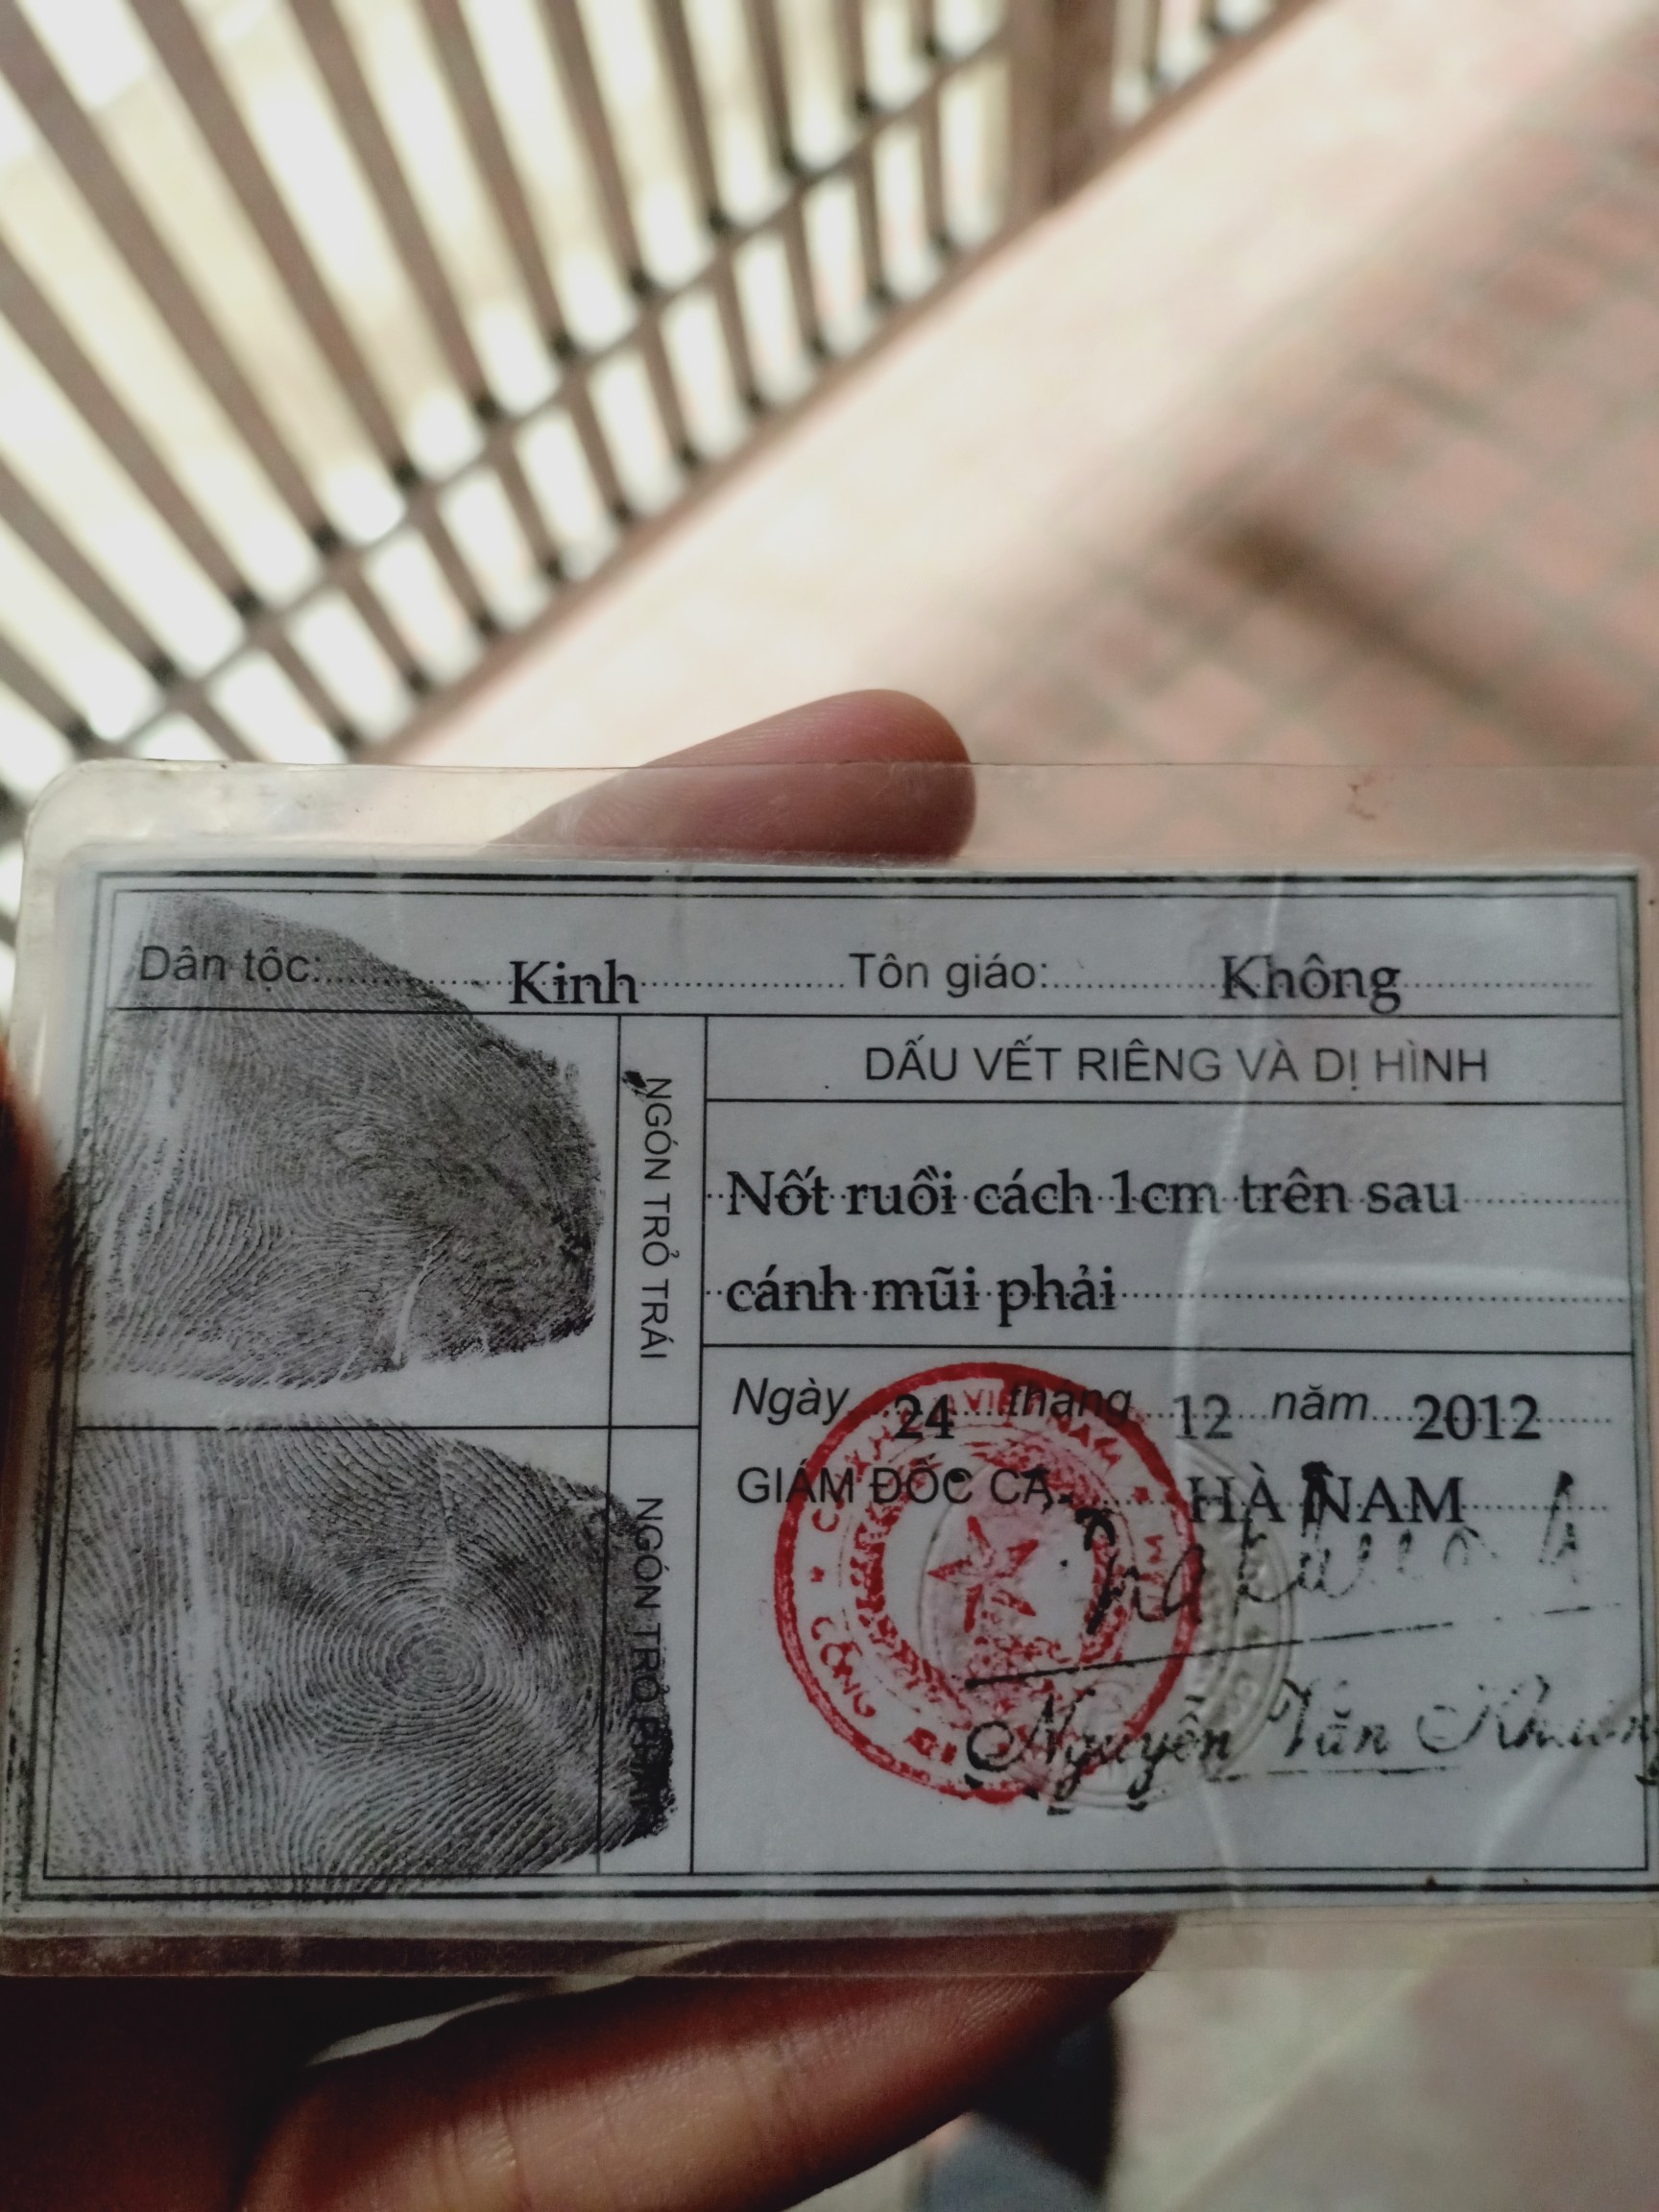 Dân tộc: Kinh Tôn giáo: Không
NGÓN TRỎ TRÁI
DẤU VẾT RIÊNG VÀ DỊ HÌNH
Nốt ruồi cách 1cm trên sau
cánh mũi phải
Ngày 24 tháng 12 năm 2012
GIÁM ĐỐC CA HÀ NAM
NGÓN TRỎ PHẢI
Nguyễn Văn